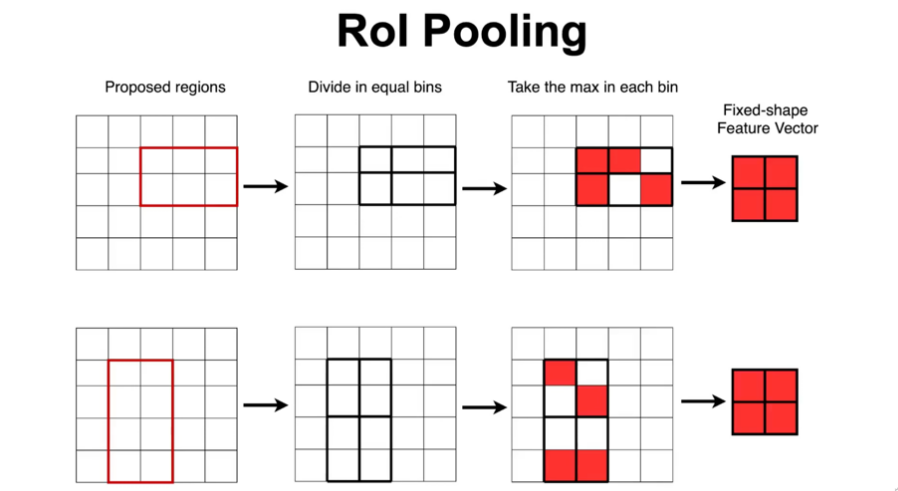 RoI Pooling
Proposed regions
Divide in equal bins
Take the max in each bin
Fixed-shape
Feature Vector